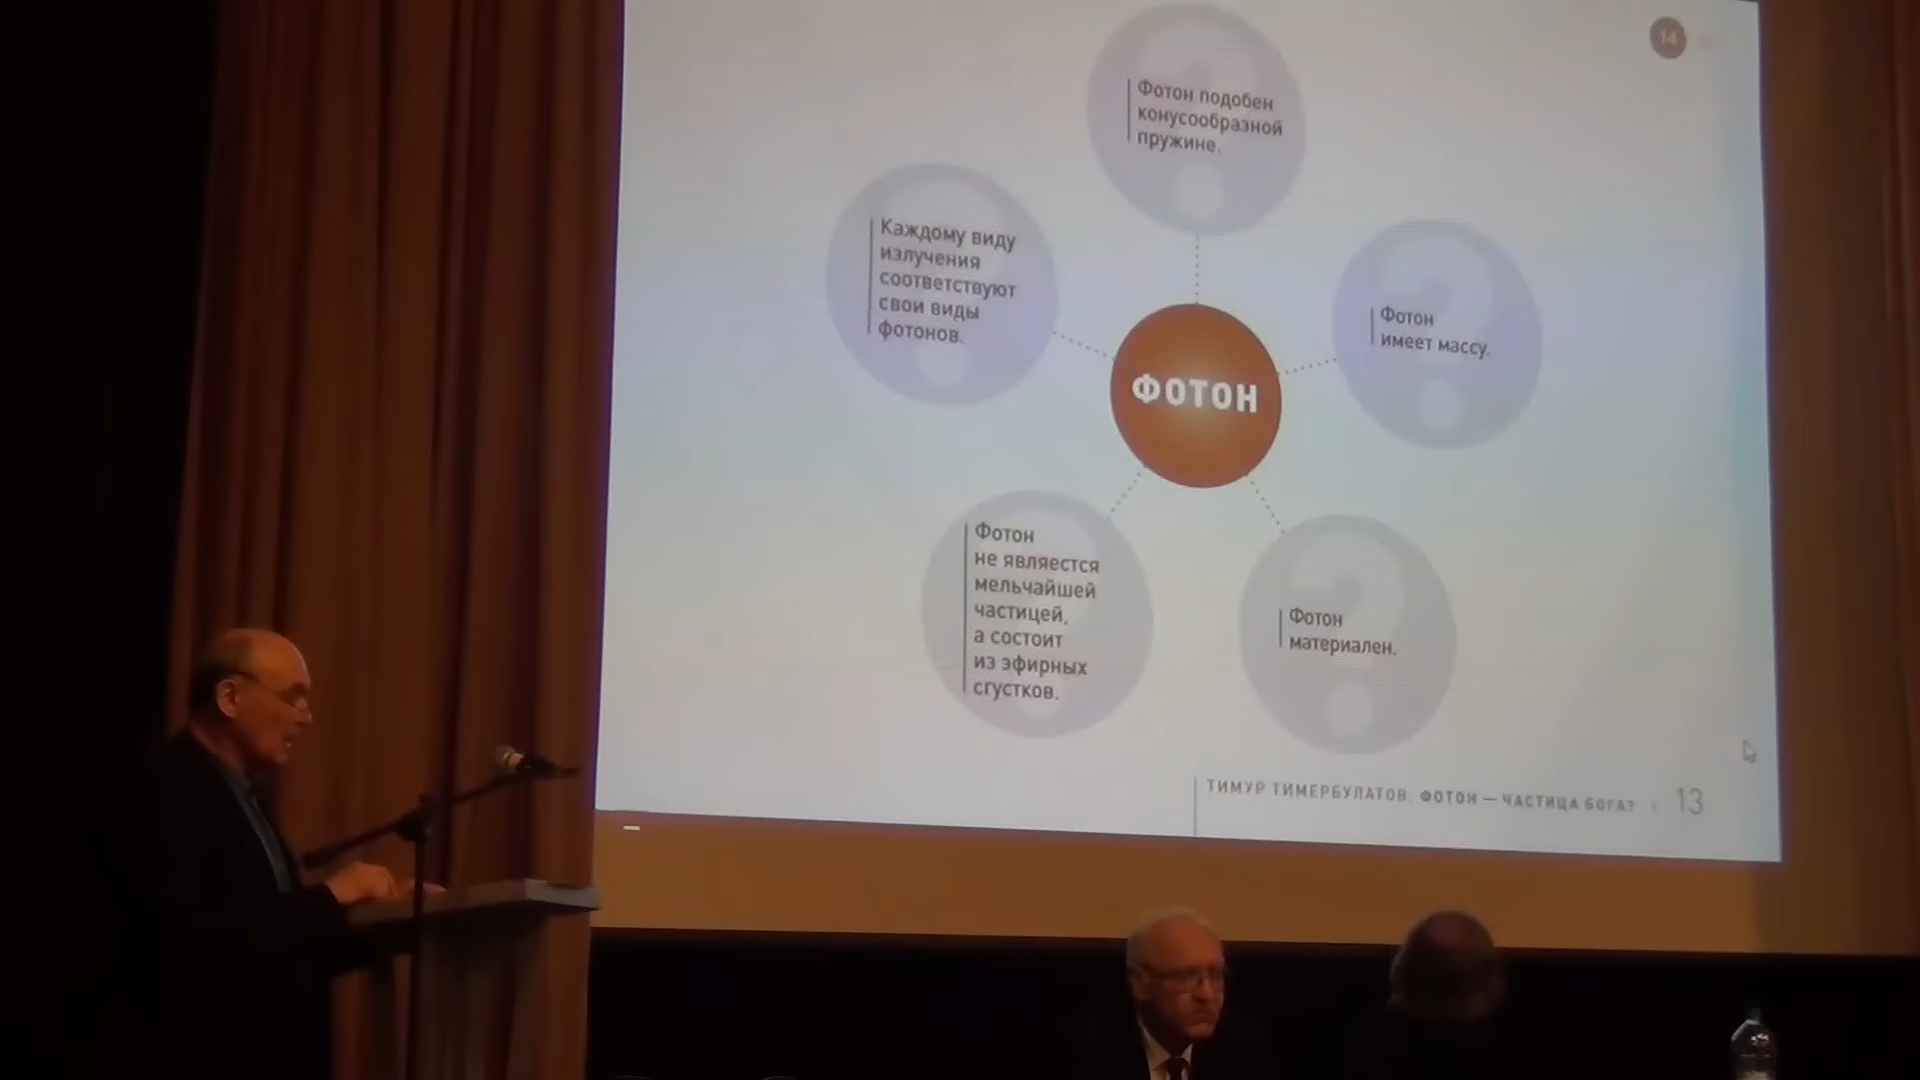 14
Фотон подобен
конусообразной
пружине.
Каждому виду
излучения
соответствуют
свои виды
фотонов.
Фотон
имеет массу.
ФОТОН
Фотон
не является
мельчайшей
частицей,
а состоит
из эфирных
сгустков.
Фотон
материален.
ТИМУР ТИМЕРБУЛАТОВ. ФОТОН — ЧАСТИЦА БОГА? 13